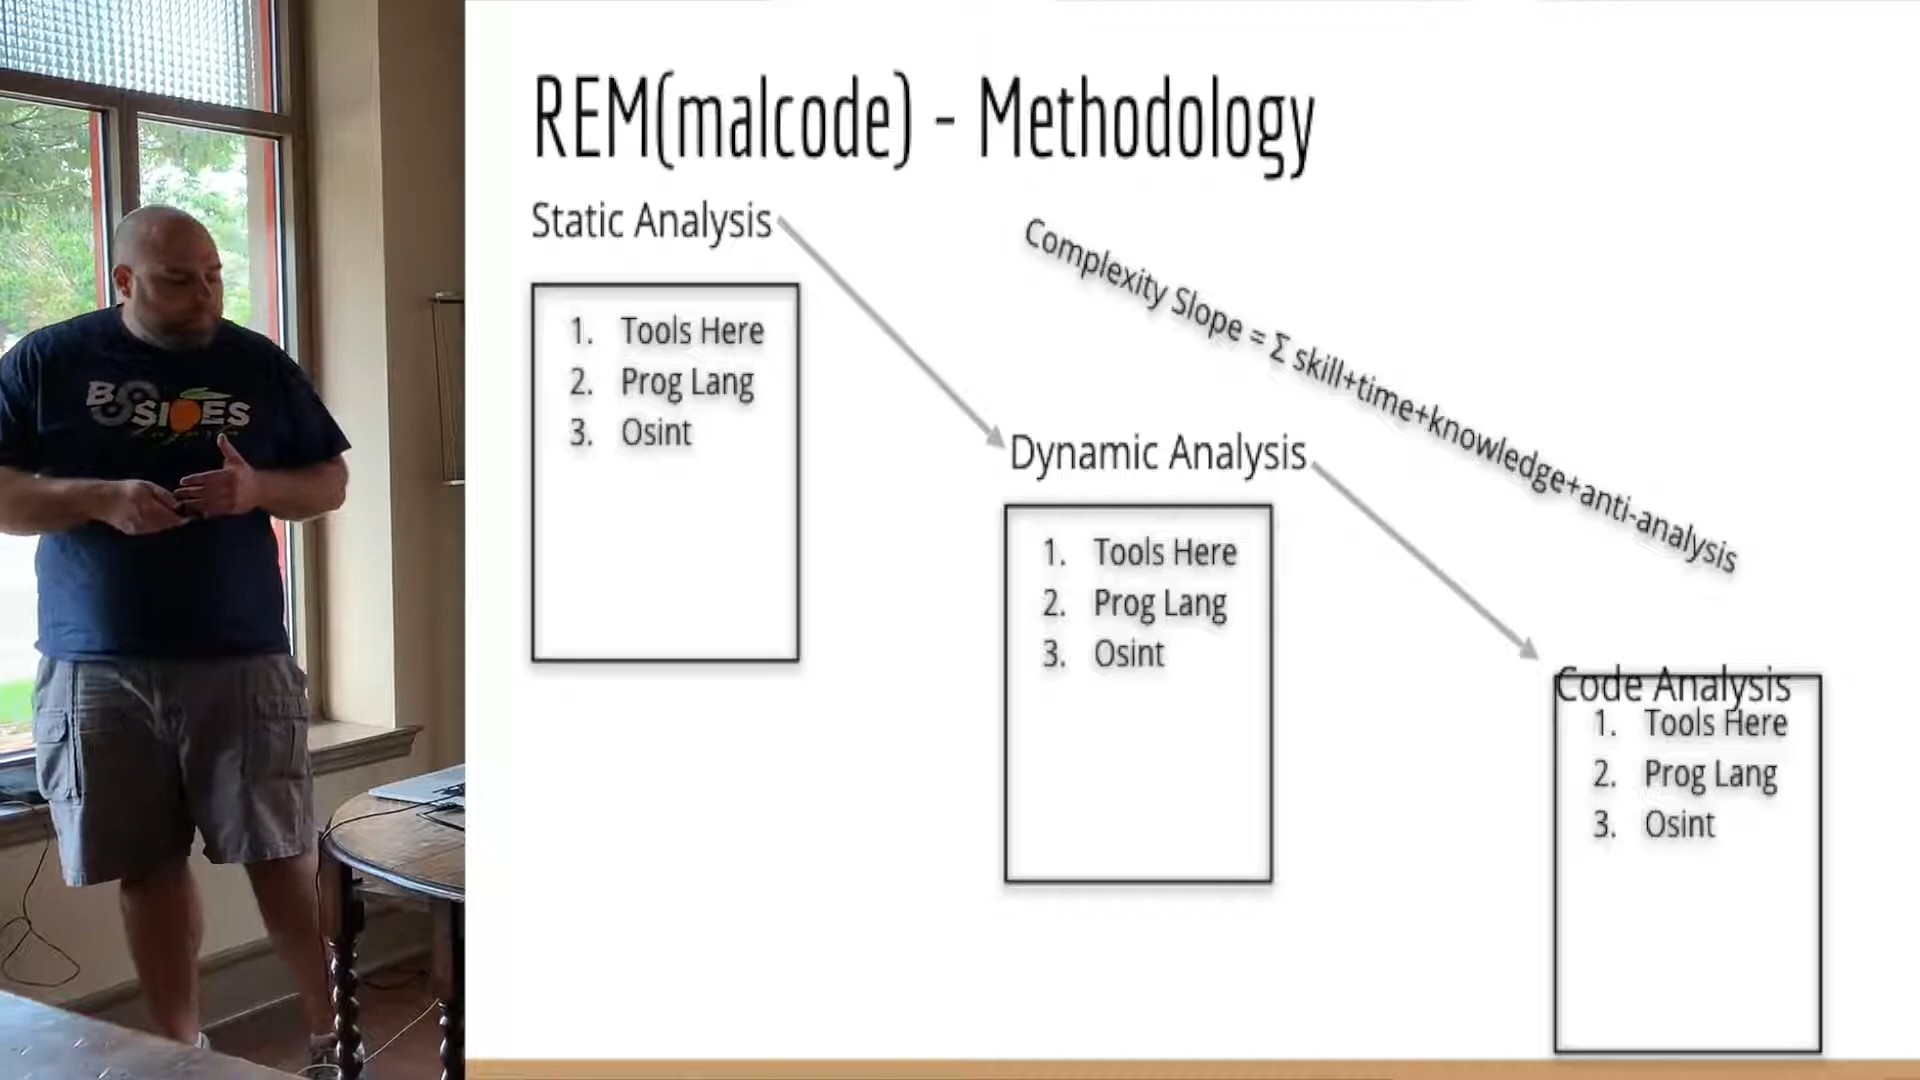 REM(malcode) - Methodology
Static Analysis
1. Tools Here
2. Prog Lang
3. Osint
Complexity Slope = Σ skill+time+knowledge+anti-analysis
Dynamic Analysis
1. Tools Here
2. Prog Lang
3. Osint
Code Analysis
1. Tools Here
2. Prog Lang
3. Osint
BSIDES